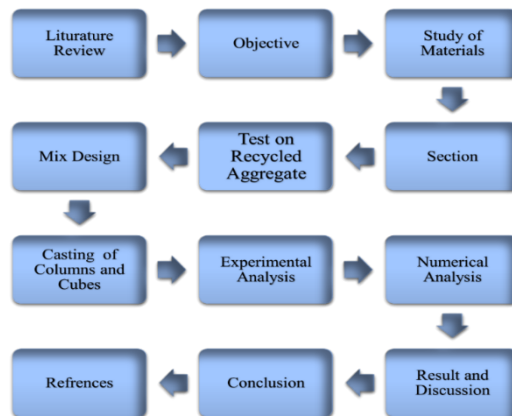 Liturature
Review
Objective
Study of
Materials
Section
Test on
Recycled
Aggregate
Mix Design
Casting of
Columns and
Cubes
Experimental
Analysis
Numerical
Analysis
Result and
Discussion
Conclusion
Refrences